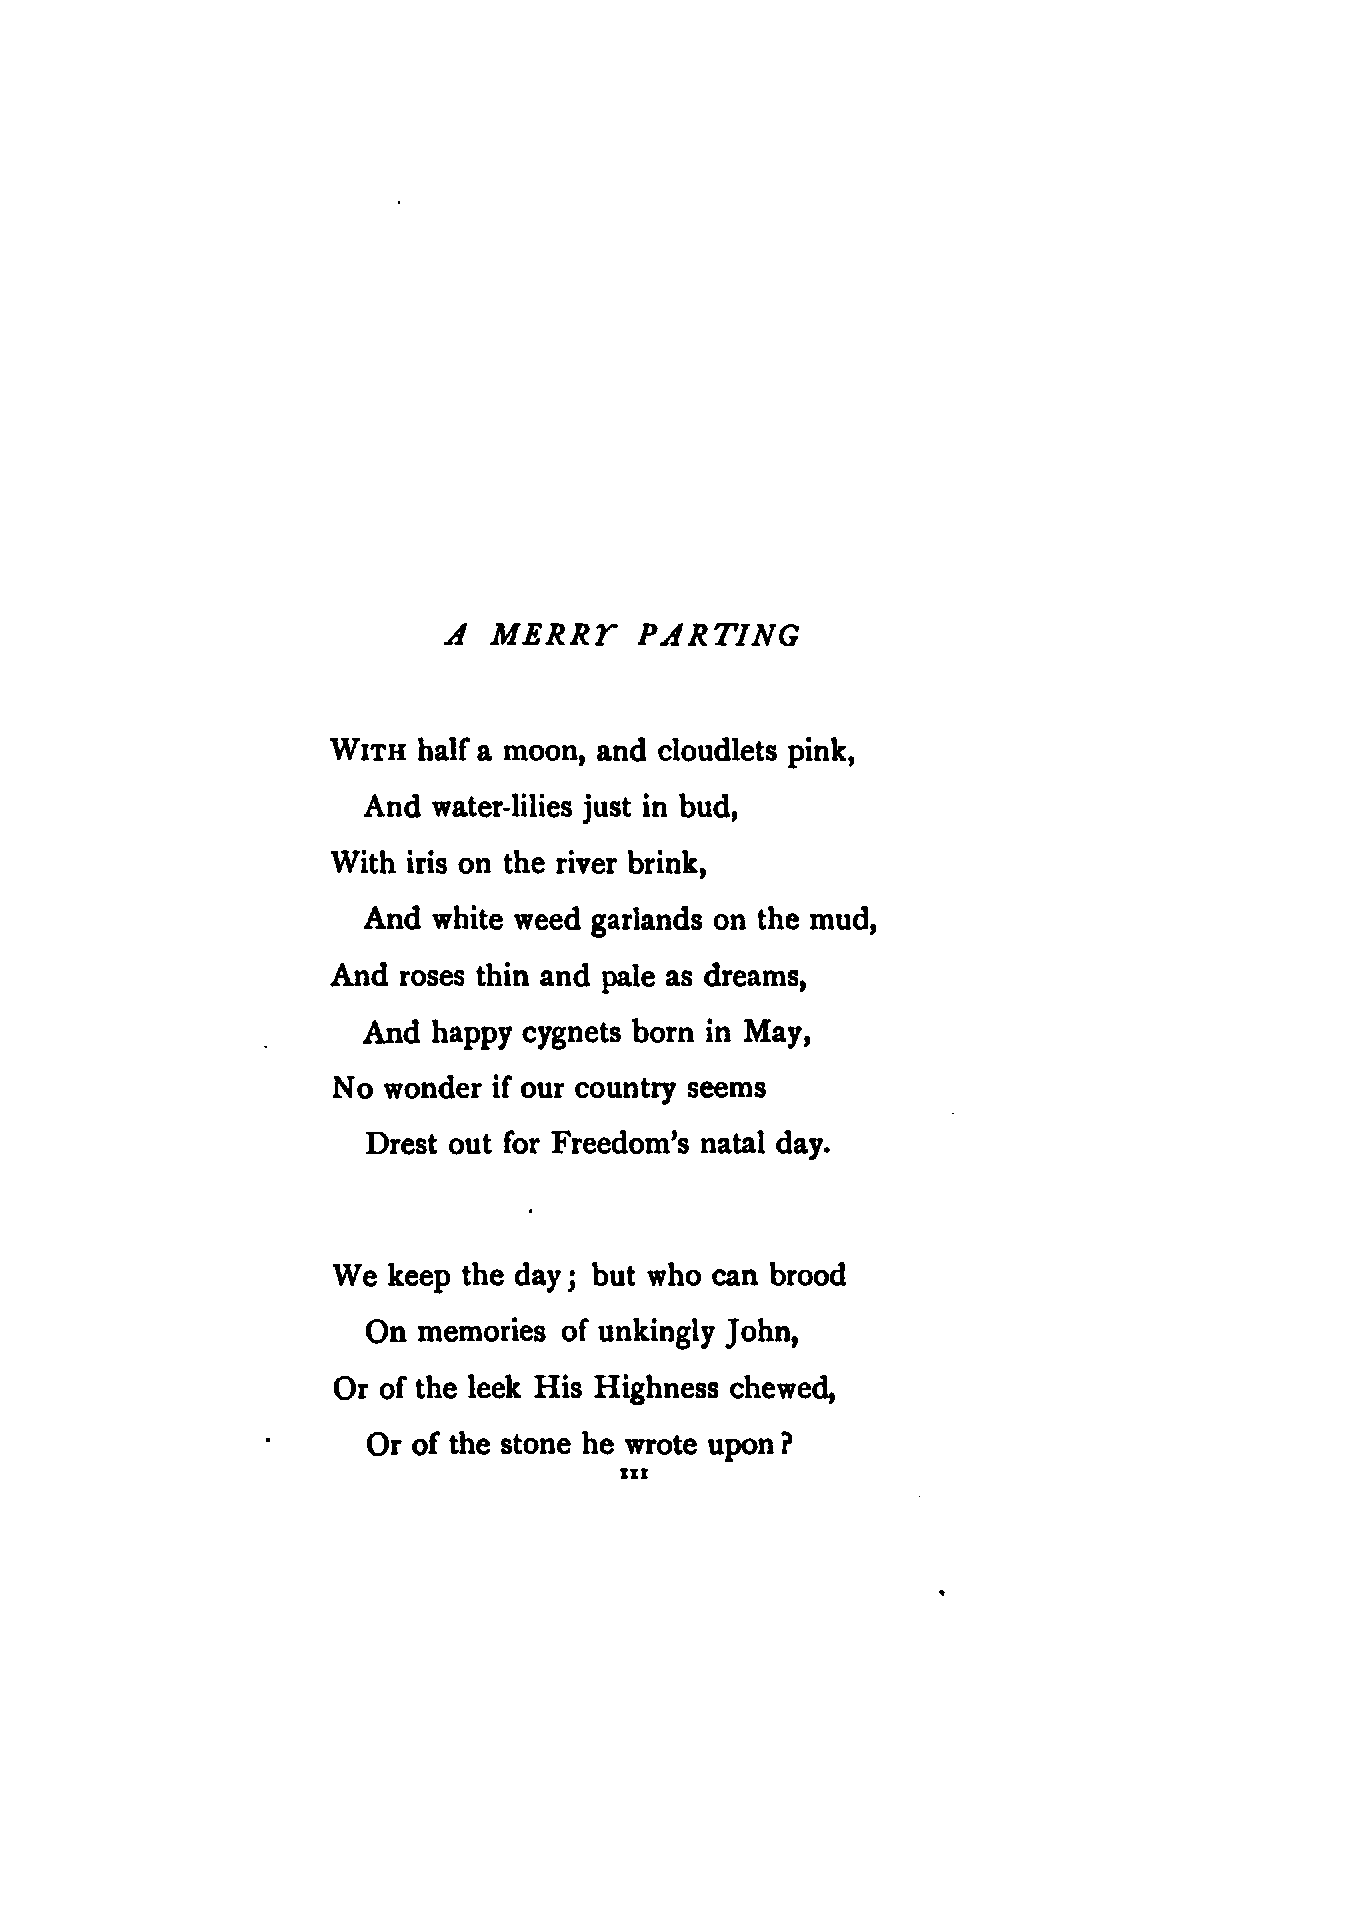 A MERRY PARTING
WITH half a moon, and cloudlets pink,
And water-lilies just in bud,
With iris on the river brink,
And white weed garlands on the mud,
And roses thin and pale as dreams,
And happy cygnets born in May,
No wonder if our country seems
Drest out for Freedom's natal day.
We keep the day; but who can brood
On memories of unkingly John,
Or of the leek His Highness chewed,
Or of the stone he wrote upon?
111